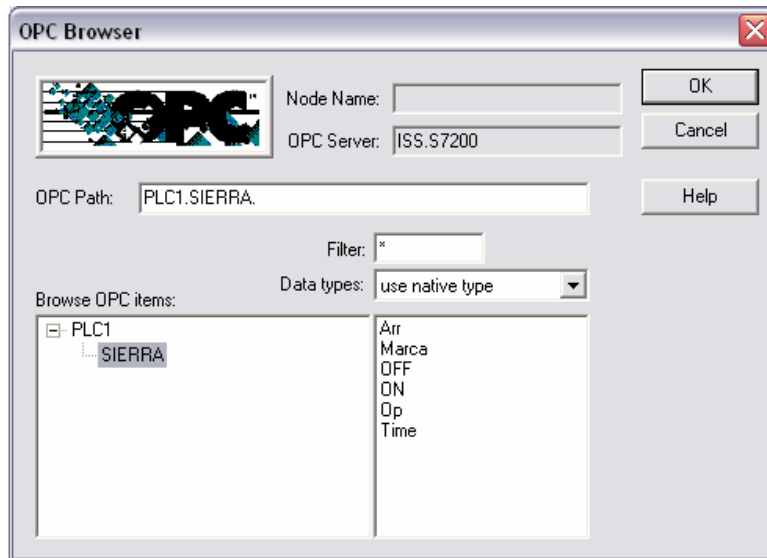 OPC Browser
OPC
TM
Node Name:
OK
OPC Server: ISS.S7200
Cancel
OPC Path: PLC1.SIERRA.
Help
Filter: *
Data types: use native type
Browse OPC items:
PLC1
SIERRA
Arr
Marca
OFF
ON
Op
Time